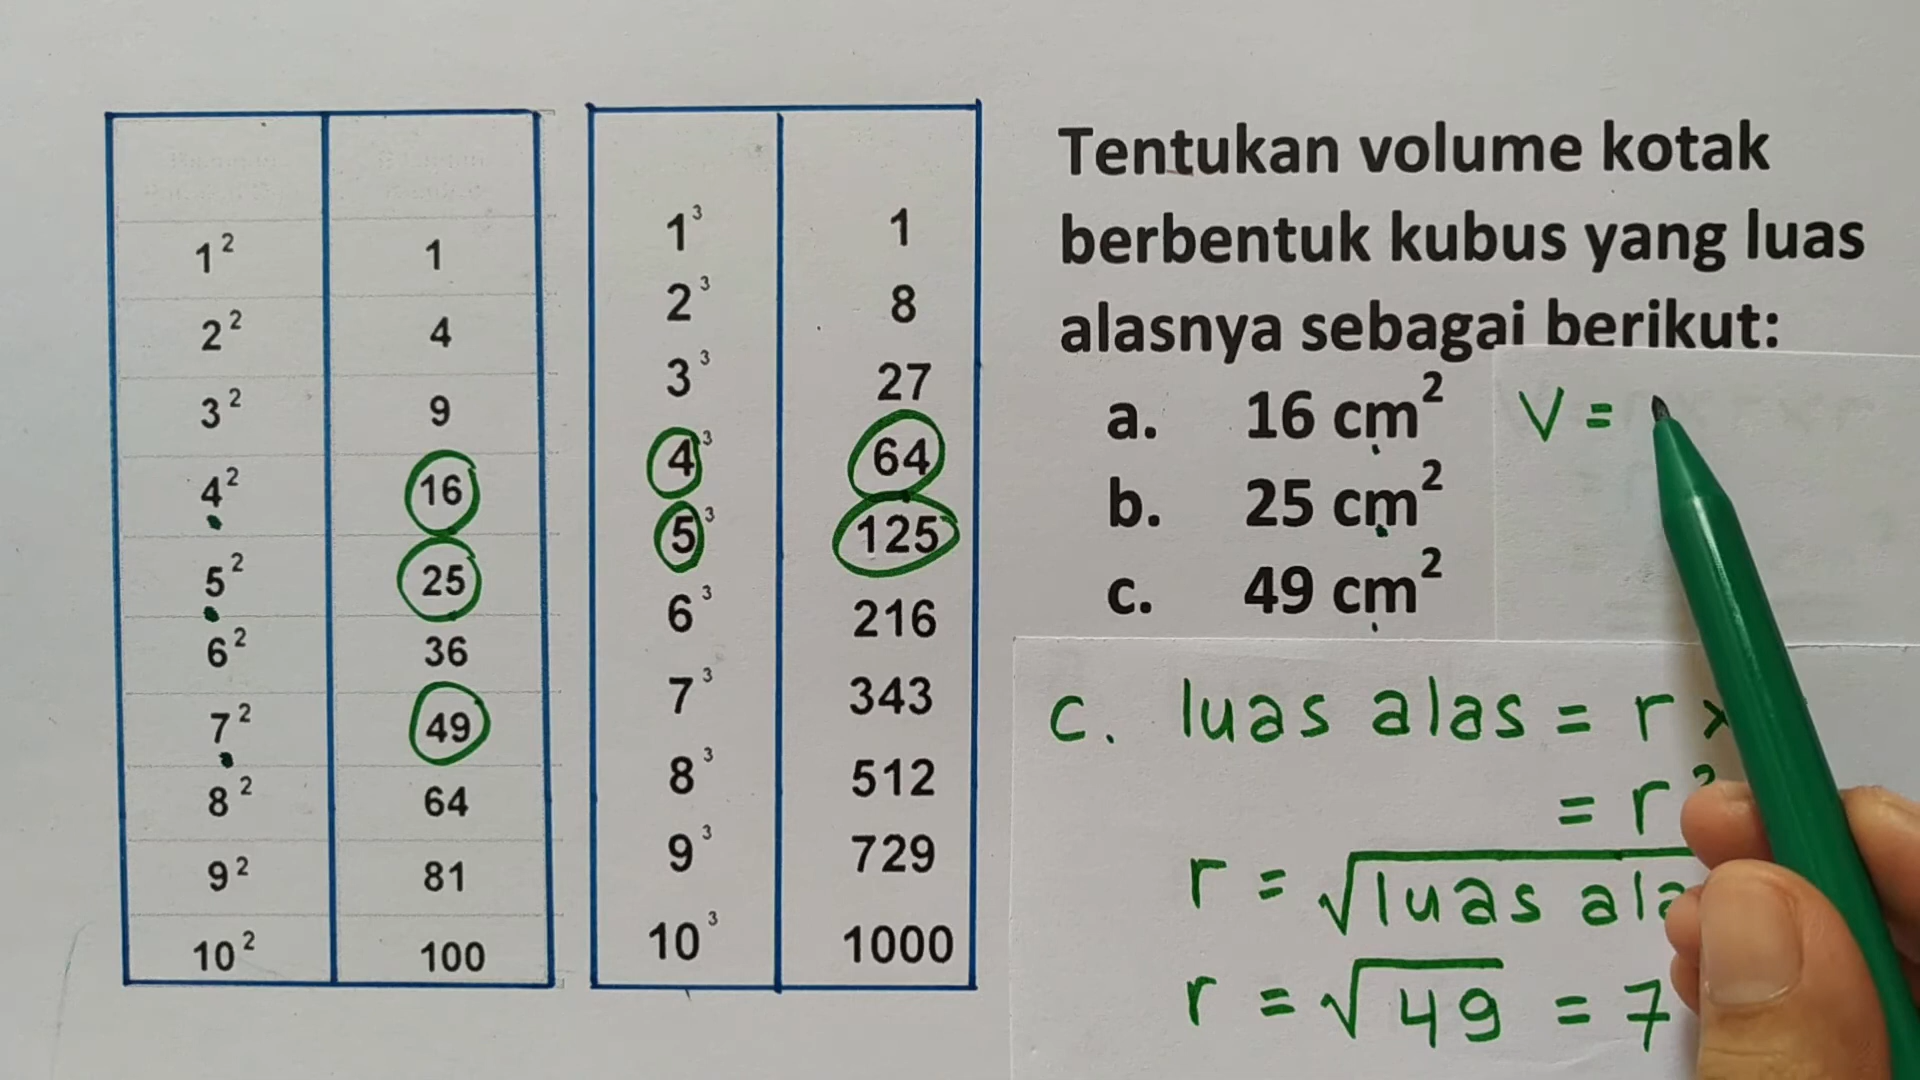 1² 1
2² 4
3² 9
4² 16
5² 25
6² 36
7² 49
8² 64
9² 81
10² 100
1³ 1
2³ 8
3³ 27
4³ 64
5³ 125
6³ 216
7³ 343
8³ 512
9³ 729
10³ 1000
Tentukan volume kotak
berbentuk kubus yang luas
alasnya sebagai berikut:
a. 16 cm²
b. 25 cm²
c. 49 cm²
V =
c. luas alas = r ×
= r²
r = √luas ala
r = √49 = 7